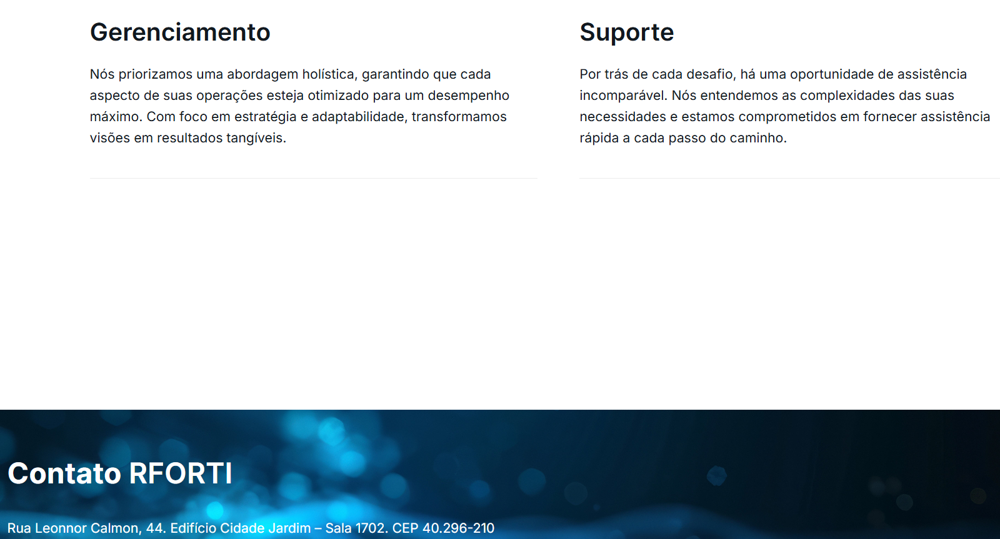 Gerenciamento
Nós priorizamos uma abordagem holística, garantindo que cada
aspecto de suas operações esteja otimizado para um desempenho
máximo. Com foco em estratégia e adaptabilidade, transformamos
visões em resultados tangíveis.
Suporte
Por trás de cada desafio, há uma oportunidade de assistência
incomparável. Nós entendemos as complexidades das suas
necessidades e estamos comprometidos em fornecer assistência
rápida a cada passo do caminho.
Contato RFORTI
Rua Leonnor Calmon, 44. Edifício Cidade Jardim – Sala 1702. CEP 40.296-210